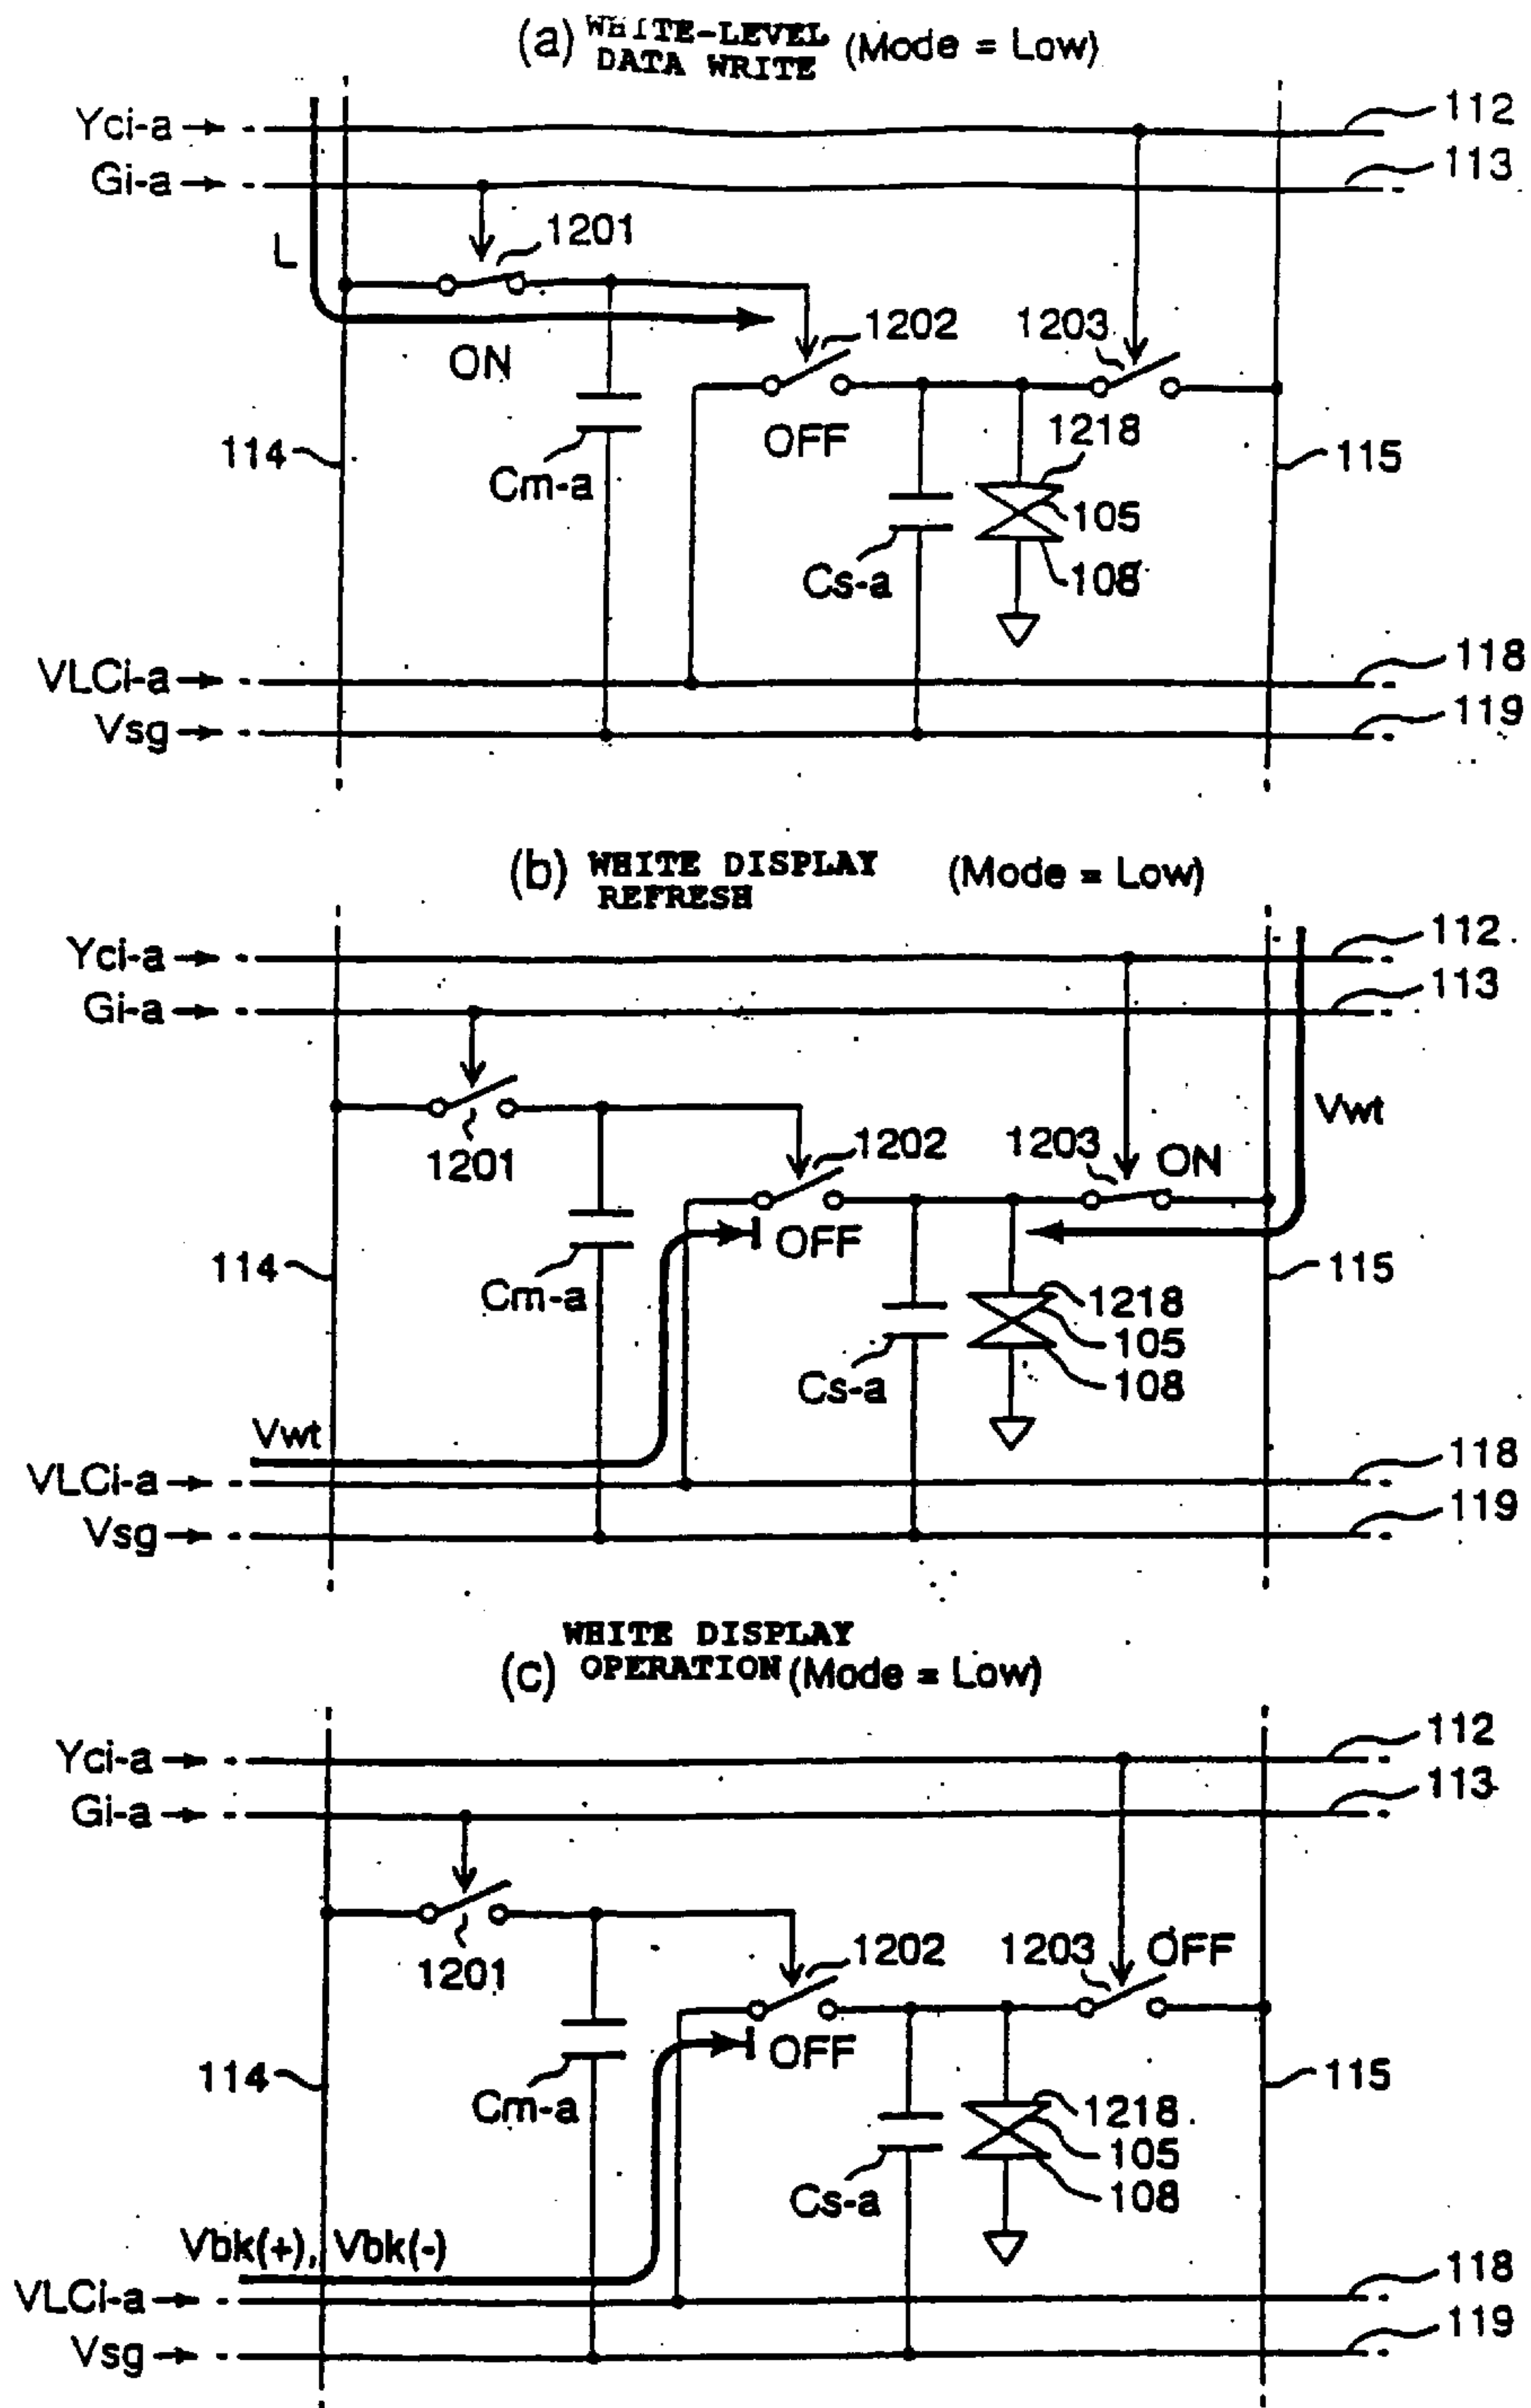 (a) WHITE-LEVEL DATA WRITE (Mode = Low)
Yci-a
112
Gi-a
113
L
1201
1202
1203
ON
OFF
1218
114
Cm-a
115
105
Cs-a
108
VLCi-a
118
Vsg
119
(b) WHITE DISPLAY REFRESH (Mode = Low)
Yci-a
112
Gi-a
113
Vwt
1201
1202
1203
ON
OFF
114
Cm-a
115
1218
105
Cs-a
108
Vwt
VLCi-a
118
Vsg
119
(c) WHITE DISPLAY OPERATION (Mode = Low)
Yci-a
112
Gi-a
113
1201
1202
1203
OFF
OFF
114
Cm-a
115
1218
105
Cs-a
108
Vbk(+), Vbk(-)
VLCi-a
118
Vsg
119